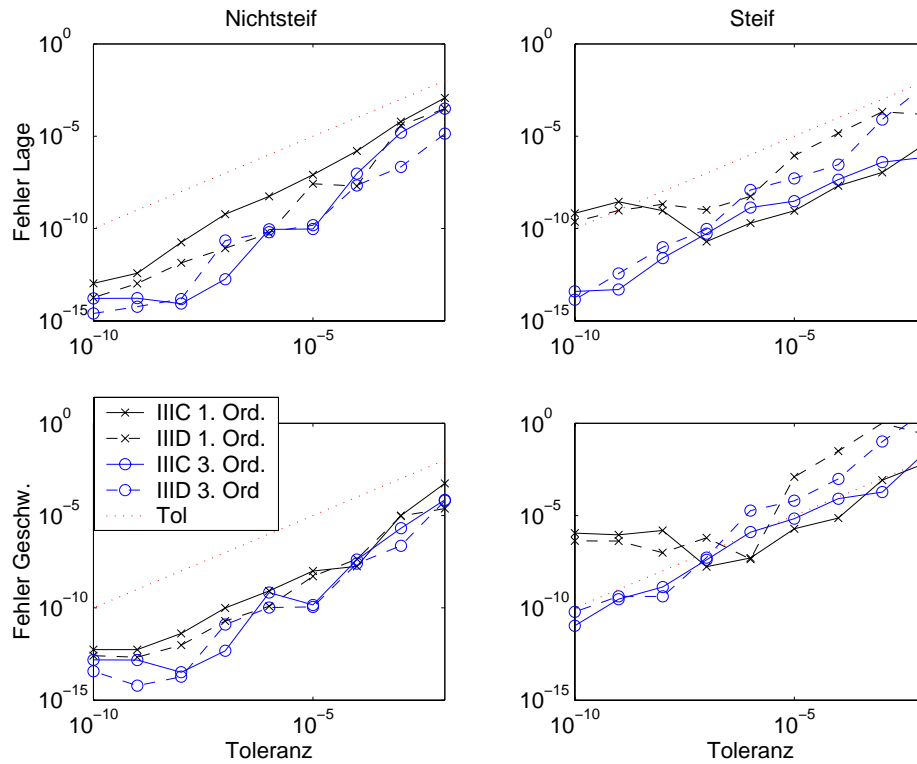 Nichtsteif
Steif
Fehler Lage
10^0
10^-5
10^-10
10^-15
10^-10
10^-5
10^0
10^-5
10^-10
10^-15
10^-10
10^-5
Fehler Geschw.
10^0
10^-5
10^-10
10^-15
10^-10
10^-5
Toleranz
IIIC 1. Ord.
IIID 1. Ord.
IIIC 3. Ord.
IIID 3. Ord
Tol
10^0
10^-5
10^-10
10^-15
10^-10
10^-5
Toleranz